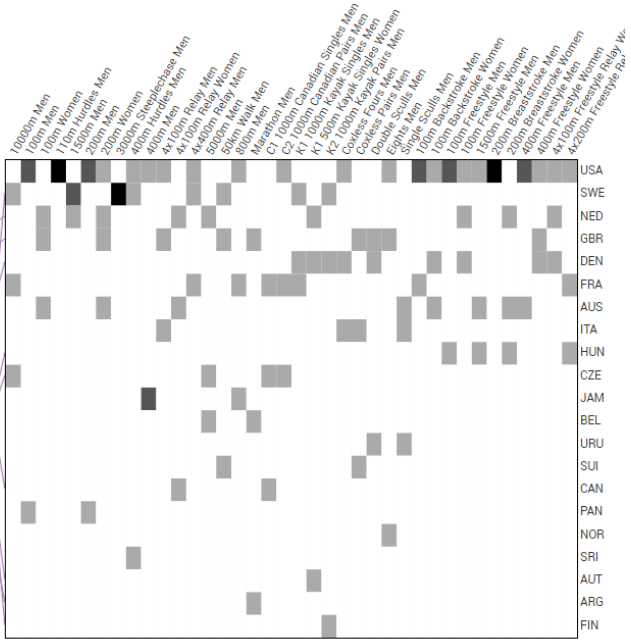 10000m Men
100m Men
100m Women
110m Hurdles Men
1500m Men
200m Men
200m Women
3000m Steeplechase Men
400m Hurdles Men
400m Men
4x100m Relay Men
4x100m Relay Women
4x400m Relay Men
5000m Men
50km Walk Men
800m Men
Marathon Men
C1 1000m Canadian Singles Men
C2 1000m Canadian Pairs Men
K1 1000m Kayak Singles Men
K1 500m Kayak Singles Women
K2 1000m Kayak Pairs Men
Coxless Fours Men
Coxless Pairs Men
Double Sculls Men
Eights Men
Single Sculls Men
100m Backstroke Men
100m Backstroke Women
100m Freestyle Men
100m Freestyle Women
1500m Freestyle Men
200m Breaststroke Men
200m Breaststroke Women
400m Freestyle Men
400m Freestyle Women
4x100m Freestyle Relay
4x200m Freestyle
USA
SWE
NED
GBR
DEN
FRA
AUS
ITA
HUN
CZE
JAM
BEL
URU
SUI
CAN
PAN
NOR
SRI
AUT
ARG
FIN